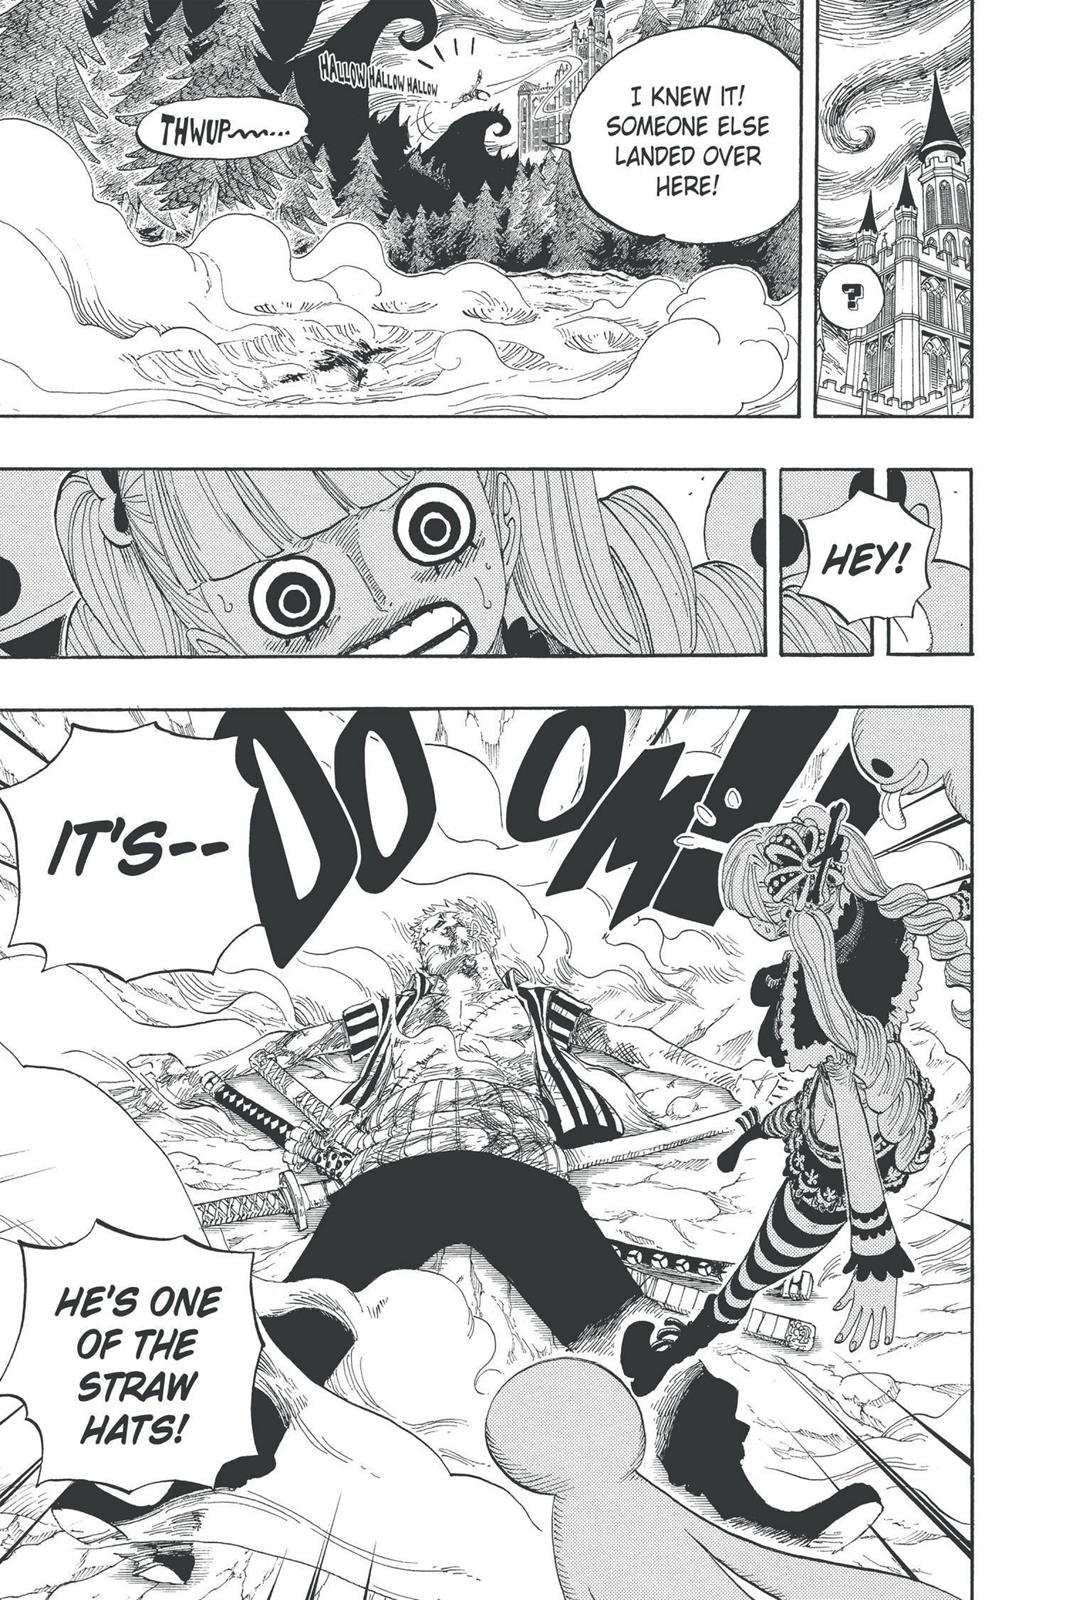 ?
I KNEW IT!
SOMEONE ELSE
LANDED OVER
HERE!
HALLOW HALLOW HALLOW
THWUP~~...
HEY!
DOOM!!
IT'S--
HE'S ONE
OF THE
STRAW
HATS!